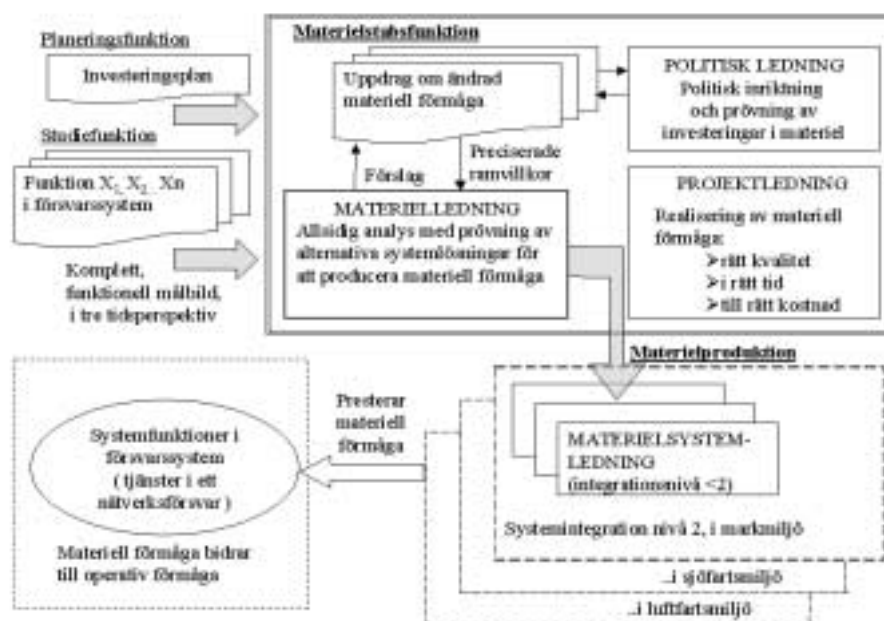 Planeringsfunktion
Investeringsplan
Studiefunktion
Funktion X1, X2... Xn
i försvarssystem
Komplett,
funktionell målbild,
i tre tidsperspektiv
Materielstabsfunktion
Uppdrag om ändrad
materiell förmåga
Förslag
Preciserade
ramvillkor
MATERIELLEDNING
Allsidig analys med prövning av
alternativa systemlösningar för
att producera materiell förmåga
POLITISK LEDNING
Politisk inriktning
och prövning av
investeringar i materiel
PROJEKTLEDNING
Realisering av materiell
förmåga:
➢rätt kvalitet
➢i rätt tid
➢till rätt kostnad
Materielproduktion
MATERIELSYSTEM-
LEDNING
(integrationsnivå <2)
Systemintegration nivå 2, i markmiljö
...i sjöfartsmiljö
...i luftfartsmiljö
Presterar
materiell
förmåga
Systemfunktioner i
försvarssystem
( tjänster i ett
nätverksförsvar )
Materiell förmåga bidrar
till operativ förmåga